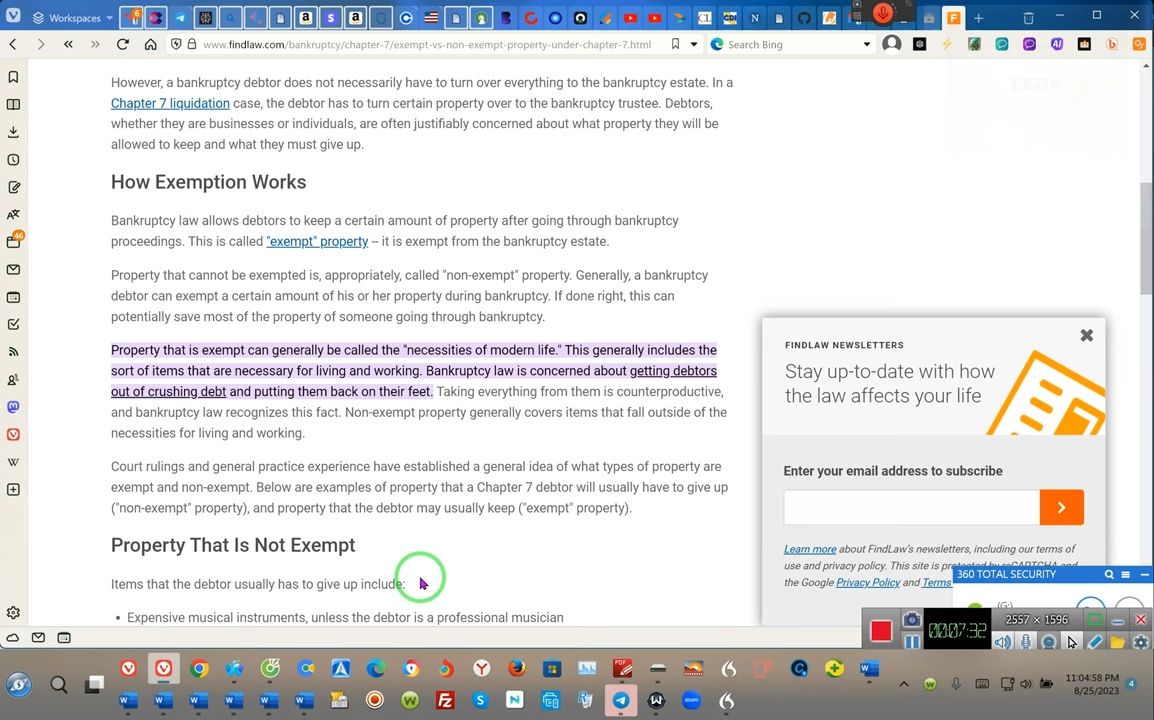 Workspaces
www.findlaw.com/bankruptcy/chapter-7/exempt-vs-non-exempt-property-under-chapter-7.html
Search Bing
However, a bankruptcy debtor does not necessarily have to turn over everything to the bankruptcy estate. In a
Chapter 7 liquidation case, the debtor has to turn certain property over to the bankruptcy trustee. Debtors,
whether they are businesses or individuals, are often justifiably concerned about what property they will be
allowed to keep and what they must give up.
How Exemption Works
Bankruptcy law allows debtors to keep a certain amount of property after going through bankruptcy
proceedings. This is called "exempt" property -- it is exempt from the bankruptcy estate.
Property that cannot be exempted is, appropriately, called "non-exempt" property. Generally, a bankruptcy
debtor can exempt a certain amount of his or her property during bankruptcy. If done right, this can
potentially save most of the property of someone going through bankruptcy.
Property that is exempt can generally be called the "necessities of modern life." This generally includes the
sort of items that are necessary for living and working. Bankruptcy law is concerned about getting debtors
out of crushing debt and putting them back on their feet. Taking everything from them is counterproductive,
and bankruptcy law recognizes this fact. Non-exempt property generally covers items that fall outside of the
necessities for living and working.
Court rulings and general practice experience have established a general idea of what types of property are
exempt and non-exempt. Below are examples of property that a Chapter 7 debtor will usually have to give up
("non-exempt" property), and property that the debtor may usually keep ("exempt" property).
Property That Is Not Exempt
Items that the debtor usually has to give up include:
• Expensive musical instruments, unless the debtor is a professional musician
FINDLAW NEWSLETTERS
Stay up-to-date with how
the law affects your life
Enter your email address to subscribe
Learn more about FindLaw's newsletters, including our terms of
use and privacy policy. This site is protected by reCAPTCHA and
the Google Privacy Policy and Terms
360 TOTAL SECURITY
(G:)
2557 × 1596
00:07:32
46
11:04:58 PM
8/25/2023
4